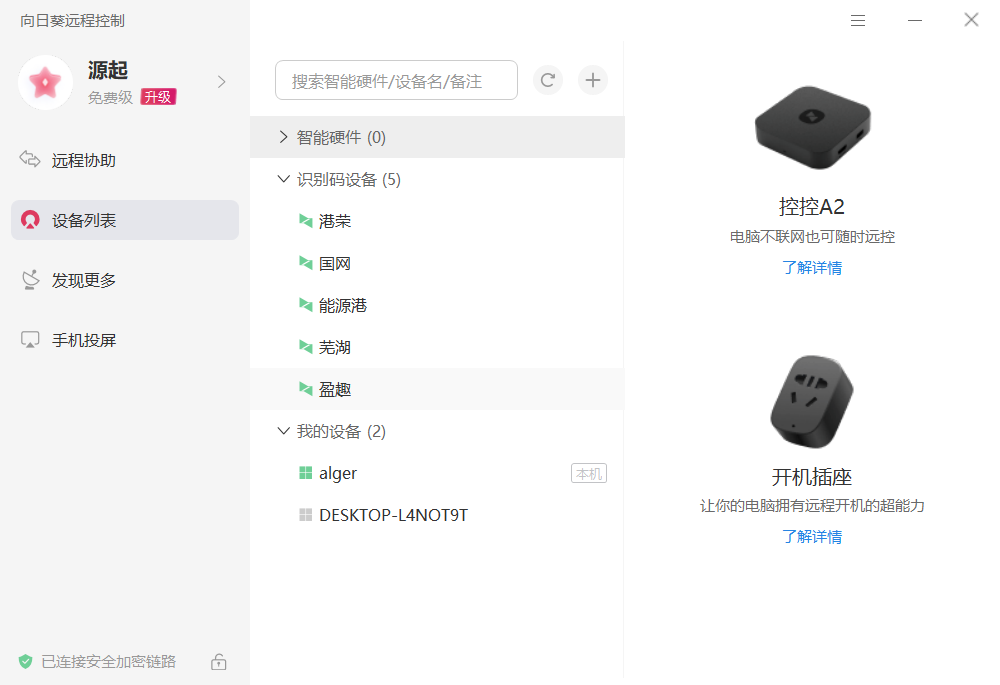 向日葵远程控制
源起
免费级 升级
远程协助
设备列表
发现更多
手机投屏
已连接安全加密链路
搜索智能硬件/设备名/备注
智能硬件 (0)
识别码设备 (5)
港荣
国网
能源港
芜湖
盈趣
我的设备 (2)
alger 本机
DESKTOP-L4NOT9T
控控A2
电脑不联网也可随时远控
了解详情
开机插座
让你的电脑拥有远程开机的超能力
了解详情